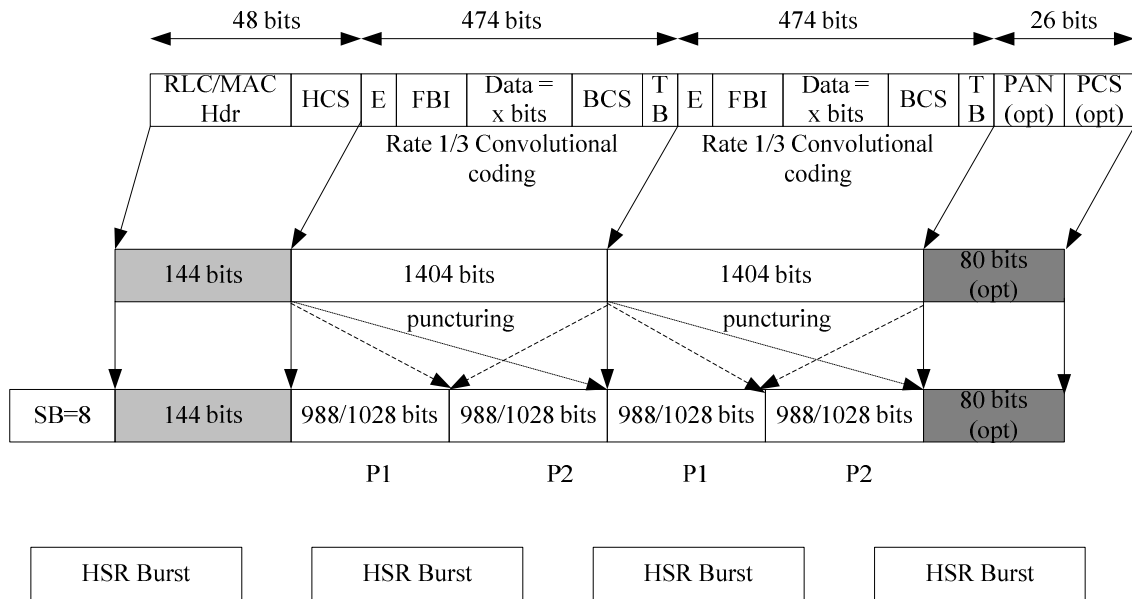 48 bits 474 bits 474 bits 26 bits
RLC/MAC
Hdr
HCS
E
FBI
Data =
x bits
BCS
T
B
E
FBI
Data =
x bits
BCS
T
B
PAN
(opt)
PCS
(opt)
Rate 1/3 Convolutional
coding
Rate 1/3 Convolutional
coding
144 bits
1404 bits
1404 bits
80 bits
(opt)
puncturing
puncturing
SB=8
144 bits
988/1028 bits
988/1028 bits
988/1028 bits
988/1028 bits
80 bits
(opt)
P1 P2 P1 P2
HSR Burst
HSR Burst
HSR Burst
HSR Burst